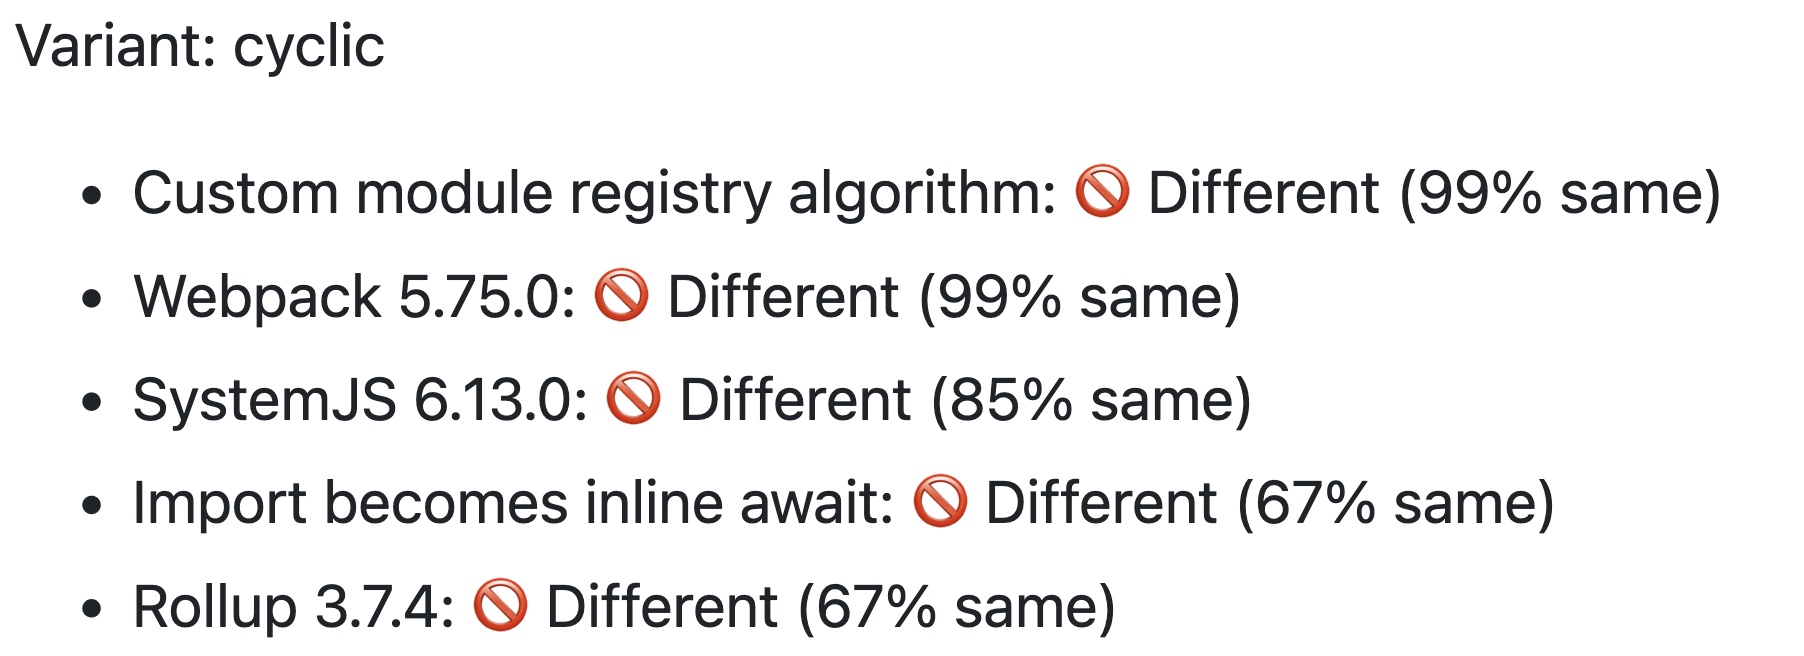 Variant: cyclic
• Custom module registry algorithm: 🚫 Different (99% same)
• Webpack 5.75.0: 🚫 Different (99% same)
• SystemJS 6.13.0: 🚫 Different (85% same)
• Import becomes inline await: 🚫 Different (67% same)
• Rollup 3.7.4: 🚫 Different (67% same)